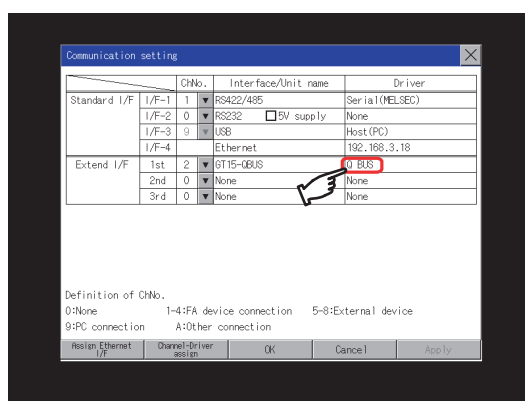 Communication setting
ChNo. Interface/Unit name Driver
Standard I/F I/F-1 1 RS422/485 Serial(MELSEC)
I/F-2 0 RS232 5V supply None
I/F-3 9 USB Host(PC)
I/F-4 Ethernet 192.168.3.18
Extend I/F 1st 2 GT15-QBUS Q BUS
2nd 0 None None
3rd 0 None None
Definition of ChNo.
0:None 1-4:FA device connection 5-8:External device
9:PC connection A:Other connection
Assign Ethernet I/F Channel-Driver assign OK Cancel Apply